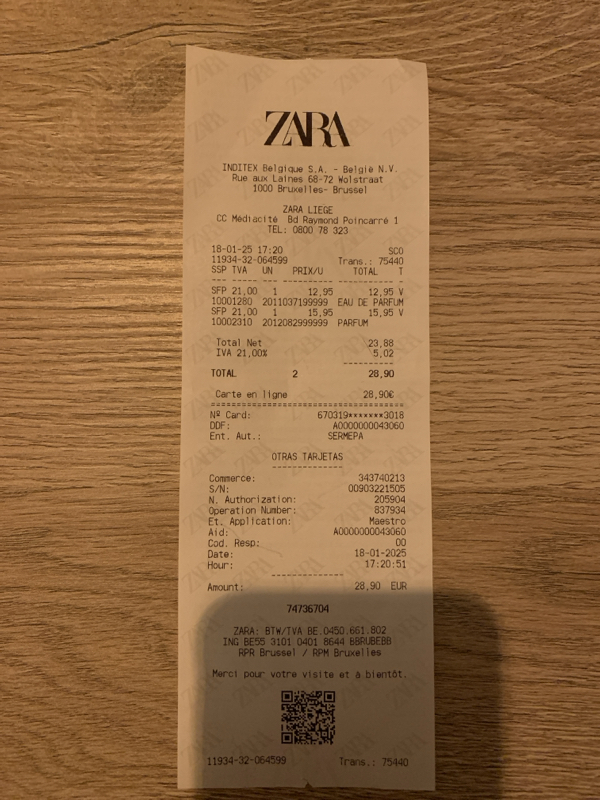 ZARA
INDITEX Belgique S.A. - België N.V.
Rue aux Laines 68-72 Wolstraat
1000 Bruxelles- Brussel
ZARA LIEGE
CC Médiacité Bd Raymond Poincarré 1
TEL: 0800 78 323
18-01-25 17:20 SCO
11934-32-064599 Trans.: 75440
SSP TVA UN PRIX/U TOTAL T
SFP 21,00 1 12,95 12,95 V
10001280 2011037199999 EAU DE PARFUM
SFP 21,00 1 15,95 15,95 V
10002310 2012082999999 PARFUM
Total Net 23,88
IVA 21,00% 5,02
TOTAL 2 28,90
Carte en ligne 28,90€
Nº Card: 670319*******3018
DDF: A0000000043060
Ent. Aut.: SERMEPA
OTRAS TARJETAS
Commerce: 343740213
S/N: 00903221505
N. Authorization: 205904
Operation Number: 837934
Et. Application: Maestro
Aid: A0000000043060
Cod. Resp: 00
Date: 18-01-2025
Hour: 17:20:51
Amount: 28,90 EUR
74736704
ZARA: BTW/TVA BE.0450.661.802
ING BE55 3101 0401 8644 BBRUBEBB
RPR Brussel / RPM Bruxelles
Merci pour votre visite et à bientôt.
11934-32-064599 Trans.: 75440